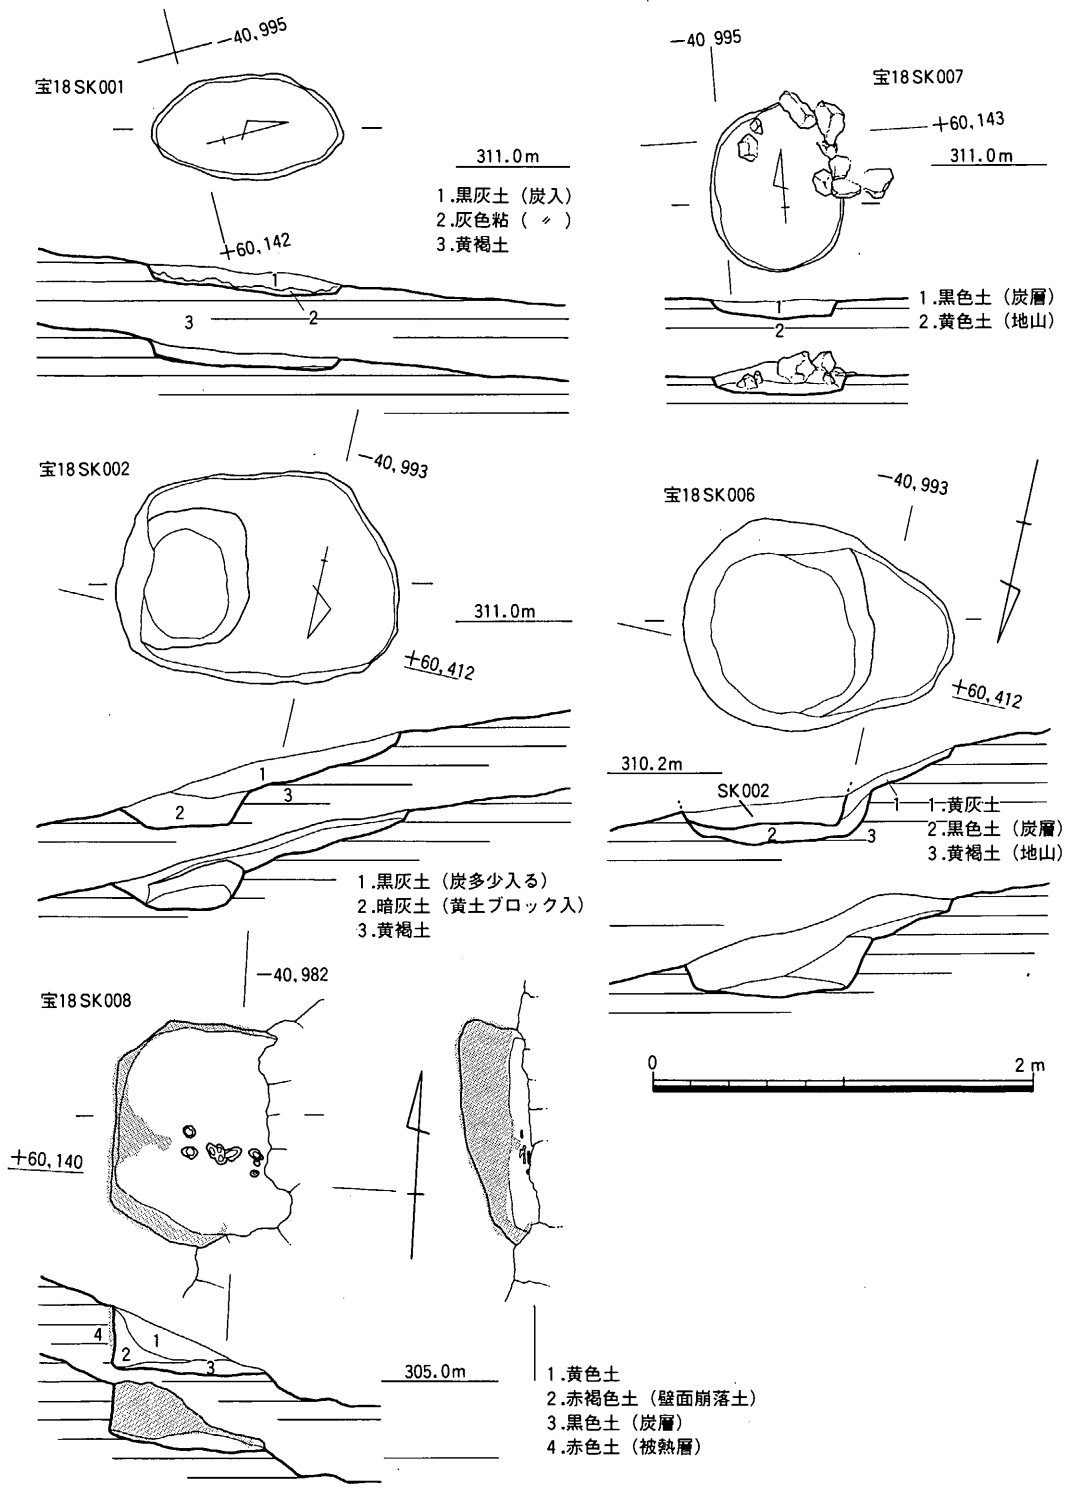 宝18SK001
−40,995
311.0m
1.黒灰土（炭入）
2.灰色粘（ 〃 ）
3.黄褐土
+60,142
1
2
3
宝18SK007
−40 995
+60,143
311.0m
1
2
1.黒色土（炭層）
2.黄色土（地山）
宝18SK002
−40,993
311.0m
+60,412
1
2
3
1.黒灰土（炭多少入る）
2.暗灰土（黄土ブロック入）
3.黄褐土
宝18SK006
−40,993
+60,412
310.2m
SK002
1
2
3
1.黄灰土
2.黒色土（炭層）
3.黄褐土（地山）
宝18SK008
−40,982
+60,140
0
2m
4
1
2
3
305.0m
1.黄色土
2.赤褐色土（壁面崩落土）
3.黒色土（炭層）
4.赤色土（被熱層）